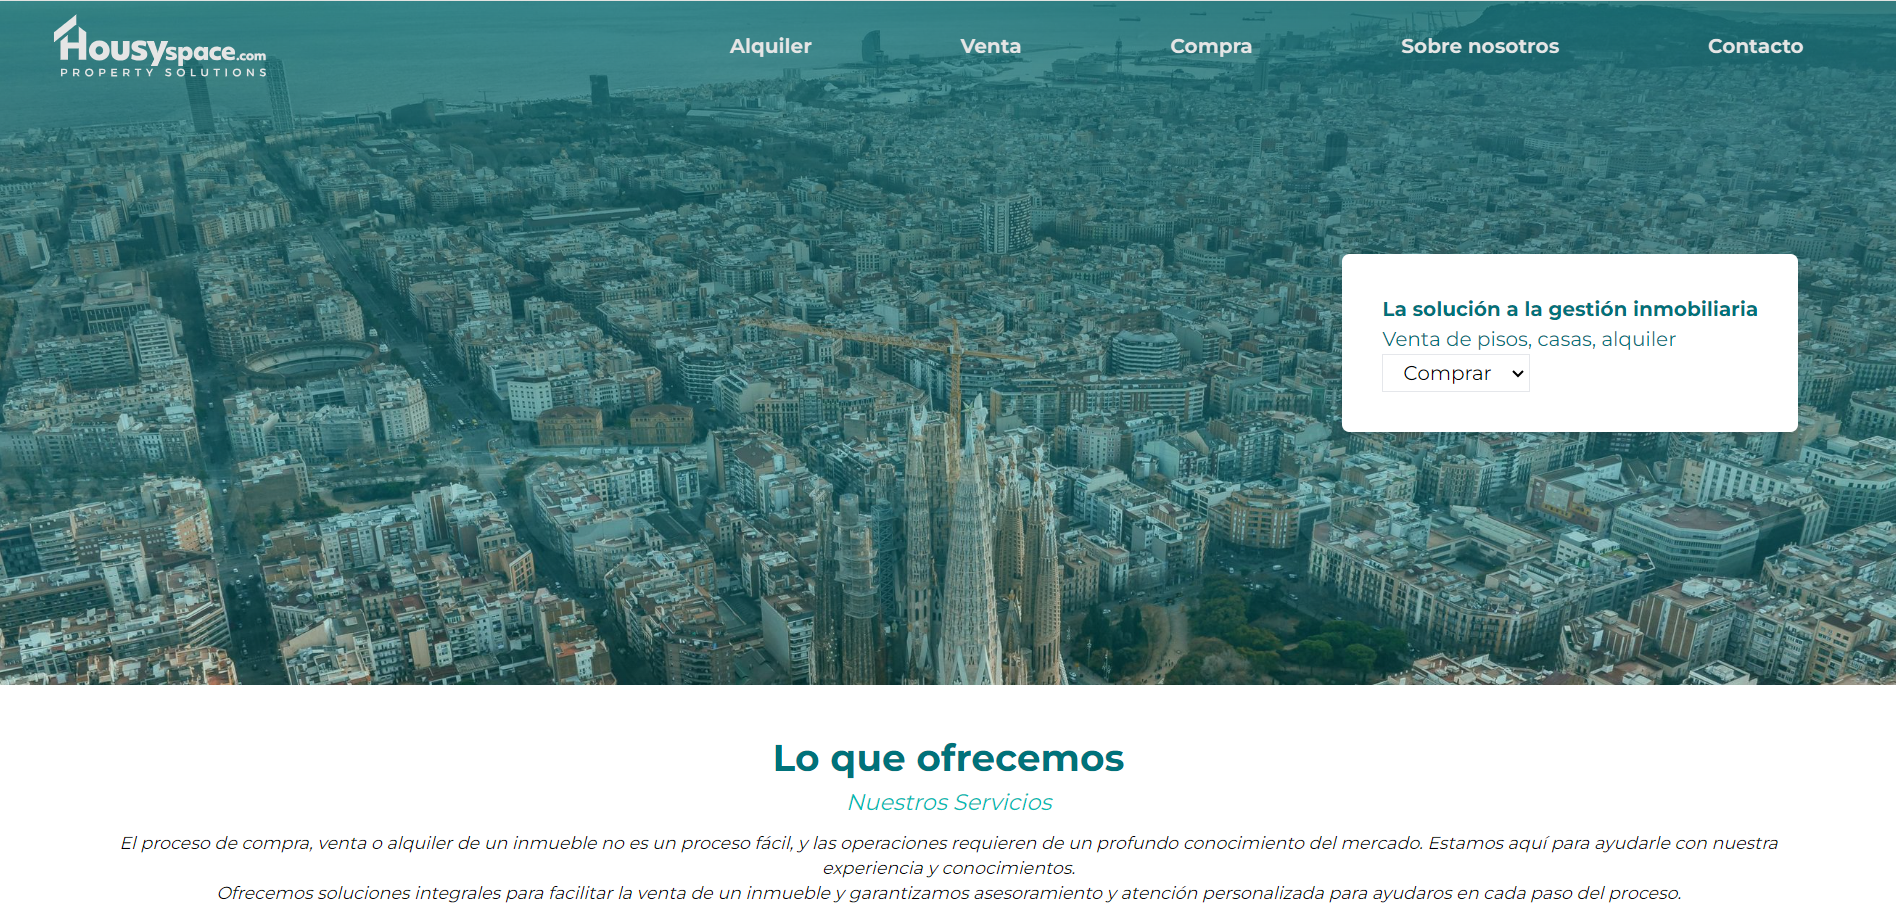 Housyspace.com
PROPERTY SOLUTIONS
Alquiler
Venta
Compra
Sobre nosotros
Contacto
La solución a la gestión inmobiliaria
Venta de pisos, casas, alquiler
Comprar
Lo que ofrecemos
Nuestros Servicios
El proceso de compra, venta o alquiler de un inmueble no es un proceso fácil, y las operaciones requieren de un profundo conocimiento del mercado. Estamos aquí para ayudarle con nuestra
experiencia y conocimientos.
Ofrecemos soluciones integrales para facilitar la venta de un inmueble y garantizamos asesoramiento y atención personalizada para ayudaros en cada paso del proceso.